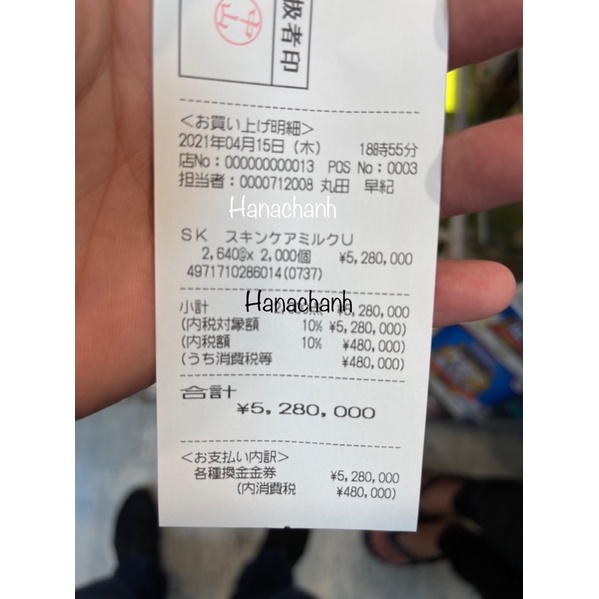 扱者印
<お買い上げ明細>
2021年04月15日(木) 18時55分
店No:000000000013 POS No:0003
担当者:0000712008 丸田 早紀
Hanachanh
SK スキンケアミルクU
2,640@x 2,000個 ¥5,280,000
4971710286014(0737)
Hanachanh
小計 ¥5,280,000
(内税対象額 10% ¥5,280,000)
(内税額 10% ¥480,000)
(うち消費税等 ¥480,000)
合計
¥5,280,000
<お支払い内訳>
各種換金金券 ¥5,280,000
(内消費税 ¥480,000)